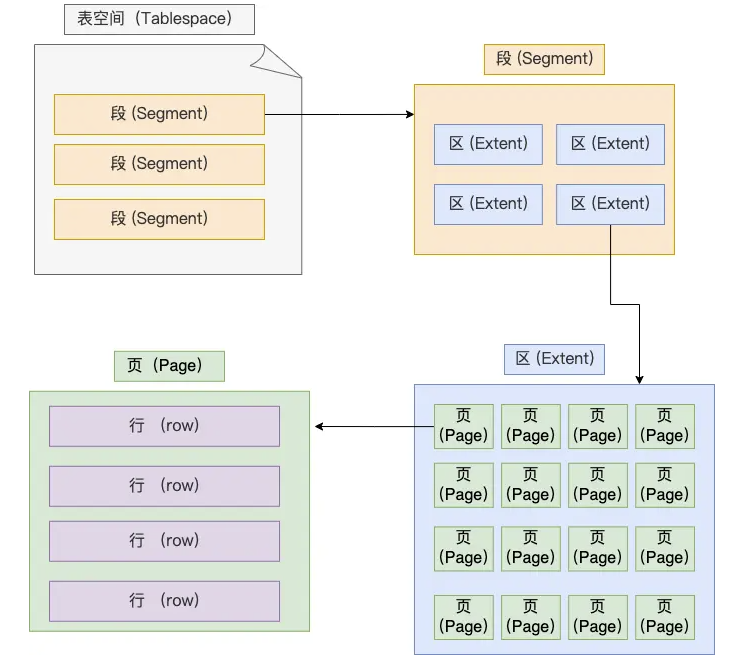 表空间（Tablespace）
段 (Segment)
段 (Segment)
段 (Segment)
段 (Segment)
区 (Extent)
区 (Extent)
区 (Extent)
区 (Extent)
区 (Extent)
页
(Page)
页
(Page)
页
(Page)
页
(Page)
页
(Page)
页
(Page)
页
(Page)
页
(Page)
页
(Page)
页
(Page)
页
(Page)
页
(Page)
页
(Page)
页
(Page)
页
(Page)
页
(Page)
页（Page）
行 （row）
行 （row）
行 （row）
行 （row）